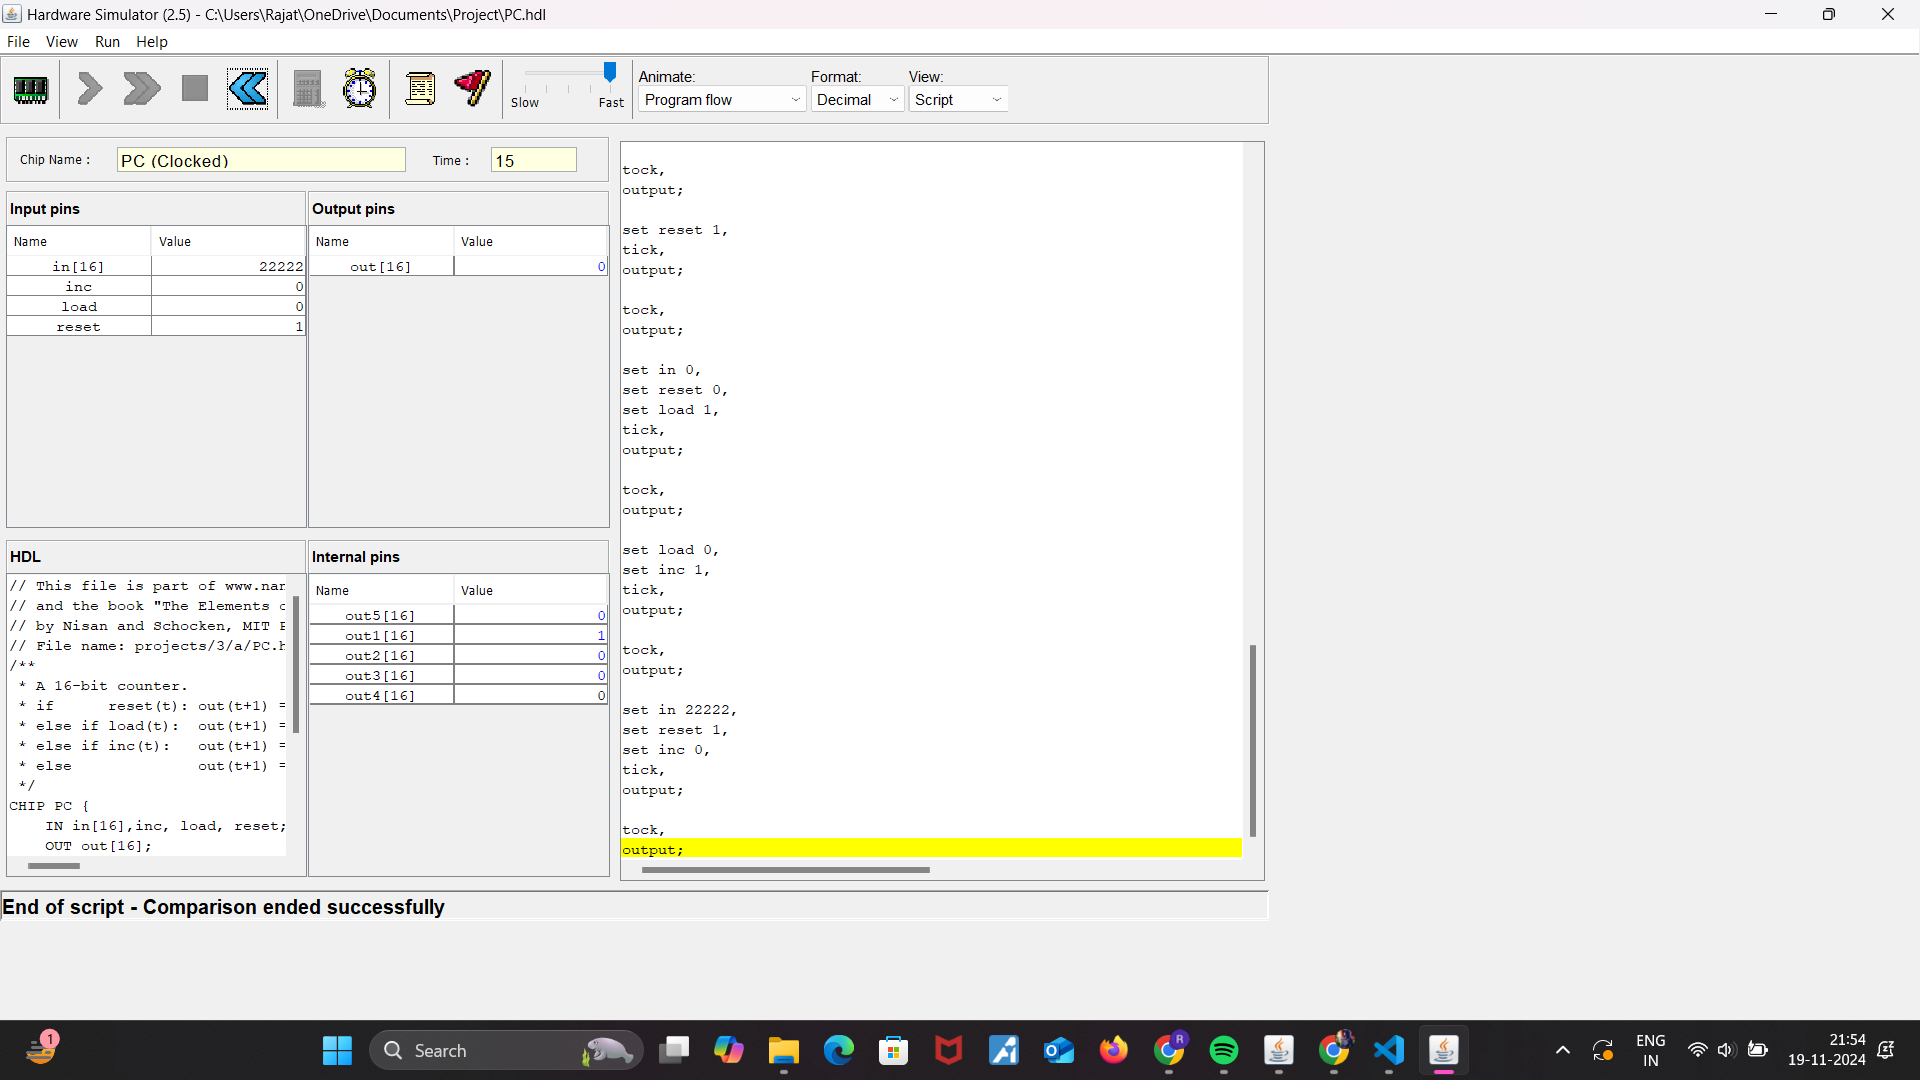 Hardware Simulator (2.5) - C:\Users\Rajat\OneDrive\Documents\Project\PC.hdl
File View Run Help
Slow Fast
Animate: Format: View:
Program flow Decimal Script
Chip Name : PC (Clocked) Time : 15
Input pins
Name Value
in[16] 22222
inc 0
load 0
reset 1
Output pins
Name Value
out[16] 0
HDL
// This file is part of www.nan
// and the book "The Elements o
// by Nisan and Schocken, MIT P
// File name: projects/3/a/PC.h
/**
* A 16-bit counter.
* if reset(t): out(t+1) =
* else if load(t): out(t+1) =
* else if inc(t): out(t+1) =
* else out(t+1) =
*/
CHIP PC {
IN in[16],inc, load, reset;
OUT out[16];
Internal pins
Name Value
out5[16] 0
out1[16] 1
out2[16] 0
out3[16] 0
out4[16] 0
tock,
output;
set reset 1,
tick,
output;
tock,
output;
set in 0,
set reset 0,
set load 1,
tick,
output;
tock,
output;
set load 0,
set inc 1,
tick,
output;
tock,
output;
set in 22222,
set reset 1,
set inc 0,
tick,
output;
tock,
output;
End of script - Comparison ended successfully
1
Search
R
ENG
IN
21:54
19-11-2024